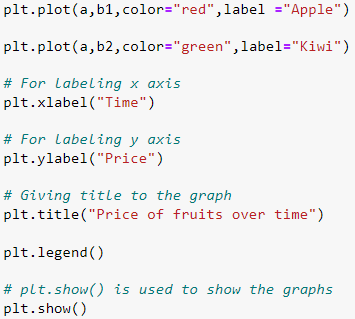 plt.plot(a,b1,color="red",label ="Apple")
plt.plot(a,b2,color="green",label="Kiwi")
# For labeling x axis
plt.xlabel("Time")
# For labeling y axis
plt.ylabel("Price")
# Giving title to the graph
plt.title("Price of fruits over time")
plt.legend()
# plt.show() is used to show the graphs
plt.show()